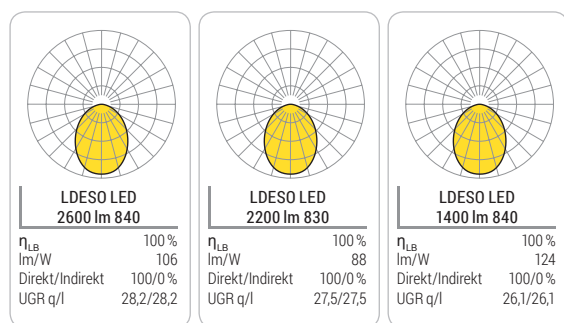 LDESO LED
2600 lm 840
ηLB 100 %
lm/W 106
Direkt/Indirekt 100/0 %
UGR q/l 28,2/28,2
LDESO LED
2200 lm 830
ηLB 100 %
lm/W 88
Direkt/Indirekt 100/0 %
UGR q/l 27,5/27,5
LDESO LED
1400 lm 840
ηLB 100 %
lm/W 124
Direkt/Indirekt 100/0 %
UGR q/l 26,1/26,1